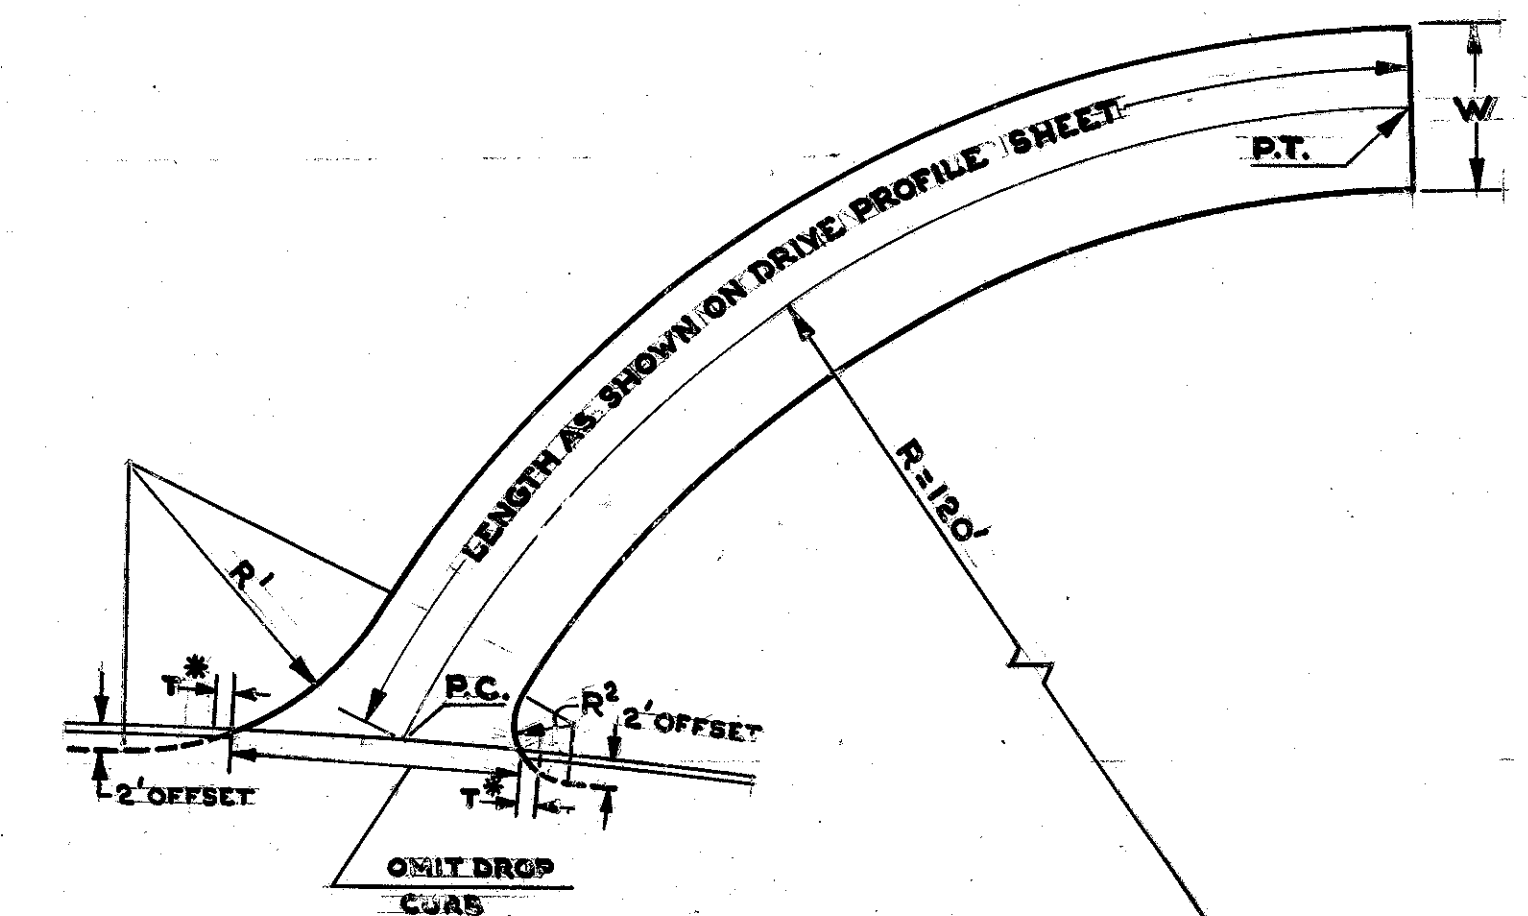 W
P.T.
LENGTH AS SHOWN ON DRIVE PROFILE SHEET
R=120'
R'
T*
P.C.
R²
2' OFFSET
2' OFFSET
T*
OMIT DROP
CURB